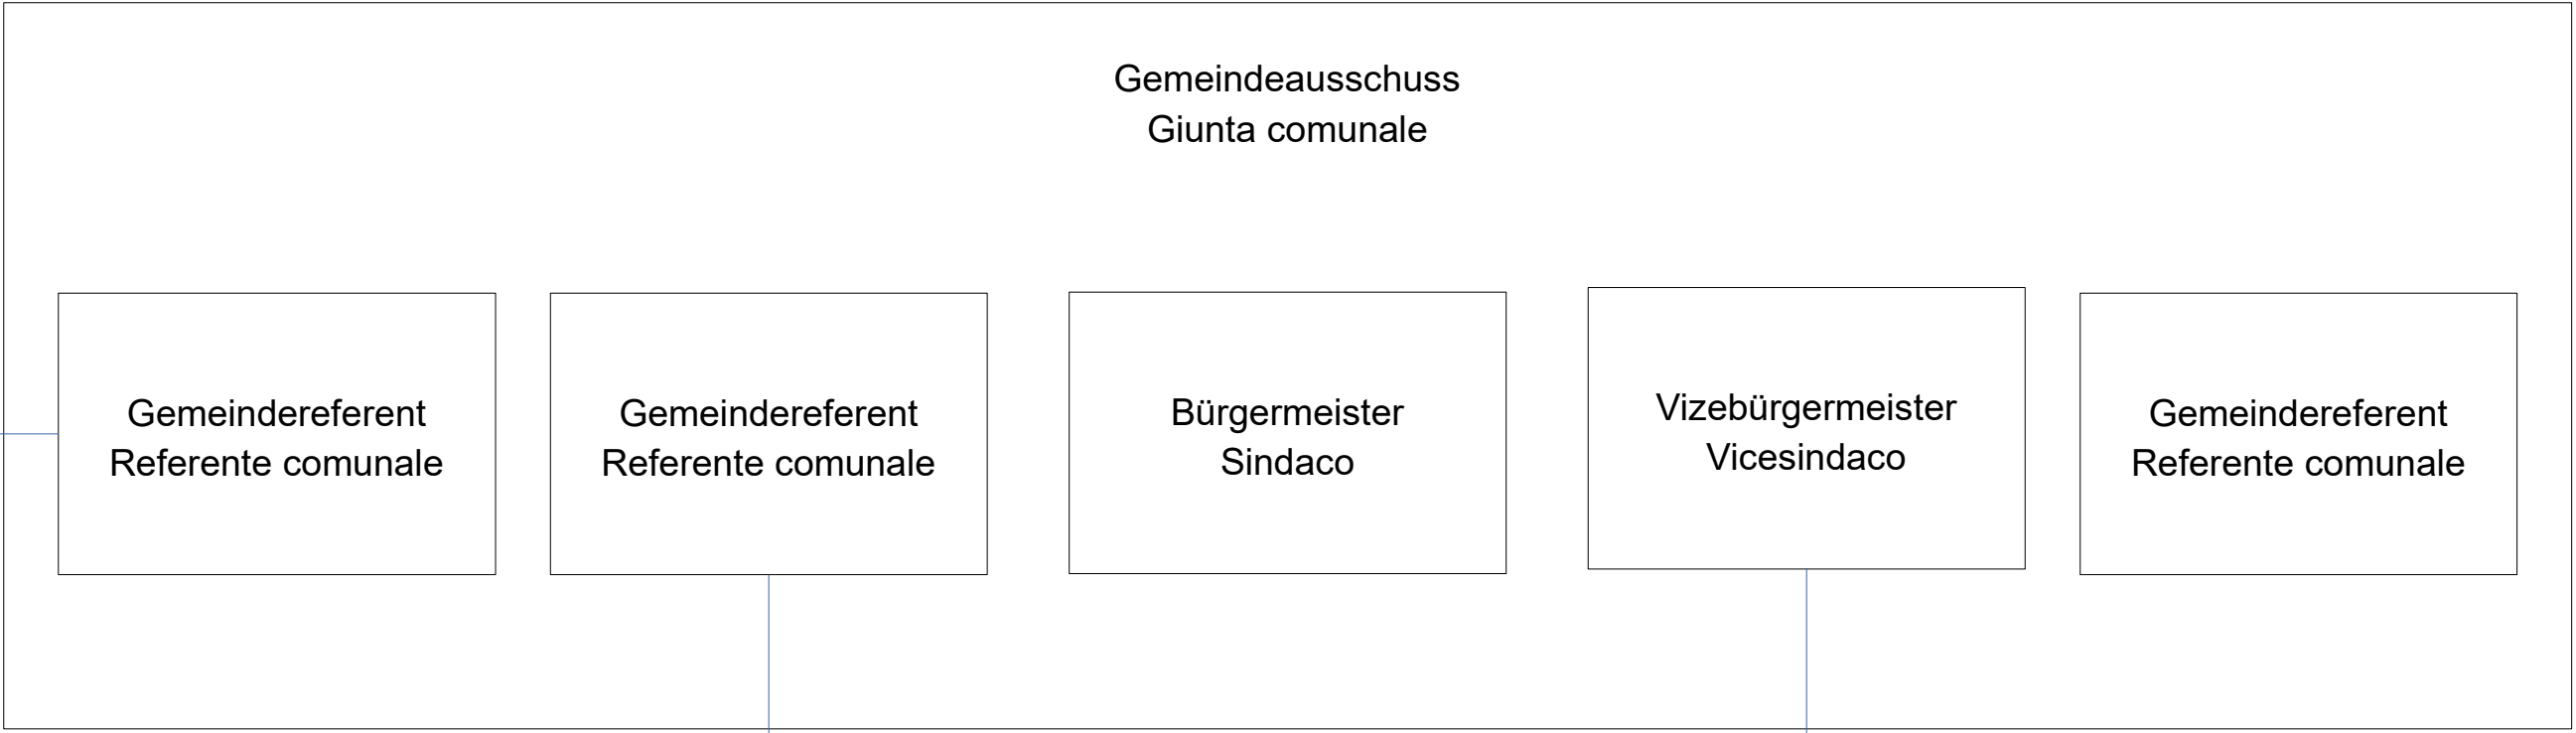 Gemeindeausschuss
Giunta comunale
Gemeindereferent
Referente comunale
Gemeindereferent
Referente comunale
Bürgermeister
Sindaco
Vizebürgermeister
Vicesindaco
Gemeindereferent
Referente comunale